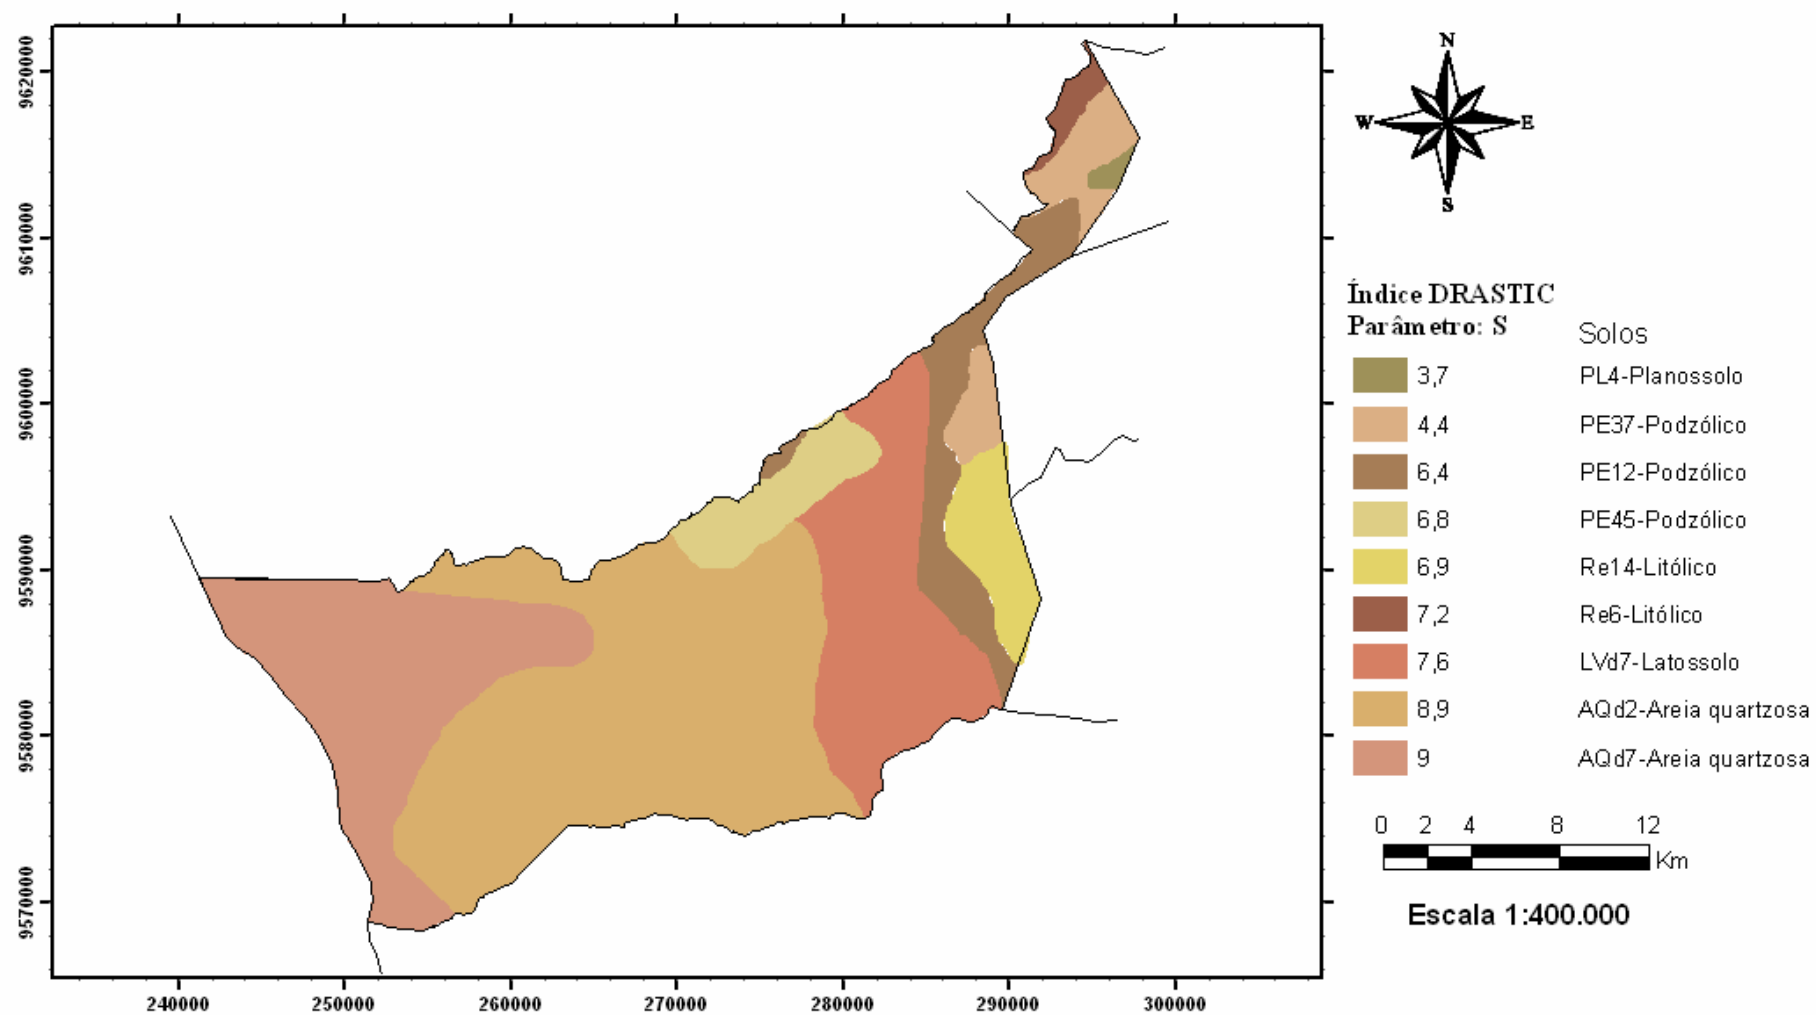 9620000
9610000
9600000
9590000
9580000
9570000
240000
250000
260000
270000
280000
290000
300000
N
W
E
S
Índice DRASTIC
Parâmetro: S
Solos
3,7 PL4-Planossolo
4,4 PE37-Podzólico
6,4 PE12-Podzólico
6,8 PE45-Podzólico
6,9 Re14-Litólico
7,2 Re6-Litólico
7,6 LVd7-Latossolo
8,9 AQd2-Areia quartzosa
9 AQd7-Areia quartzosa
0 2 4 8 12
Km
Escala 1:400.000